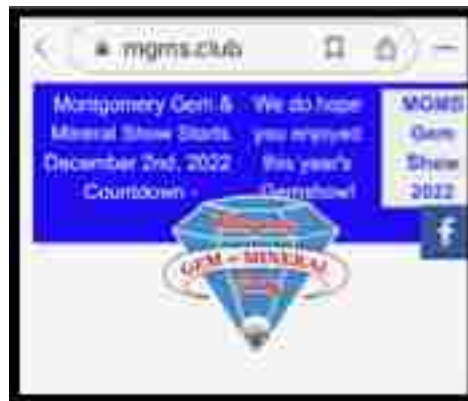 mgms.club
Montgomery Gem &
Mineral Show Starts
December 2nd, 2022
Countdown -
We do hope
you enjoyed
this year's
Gemshow!
MGMS
Gem
Show
2022
f
GEM - MINERAL